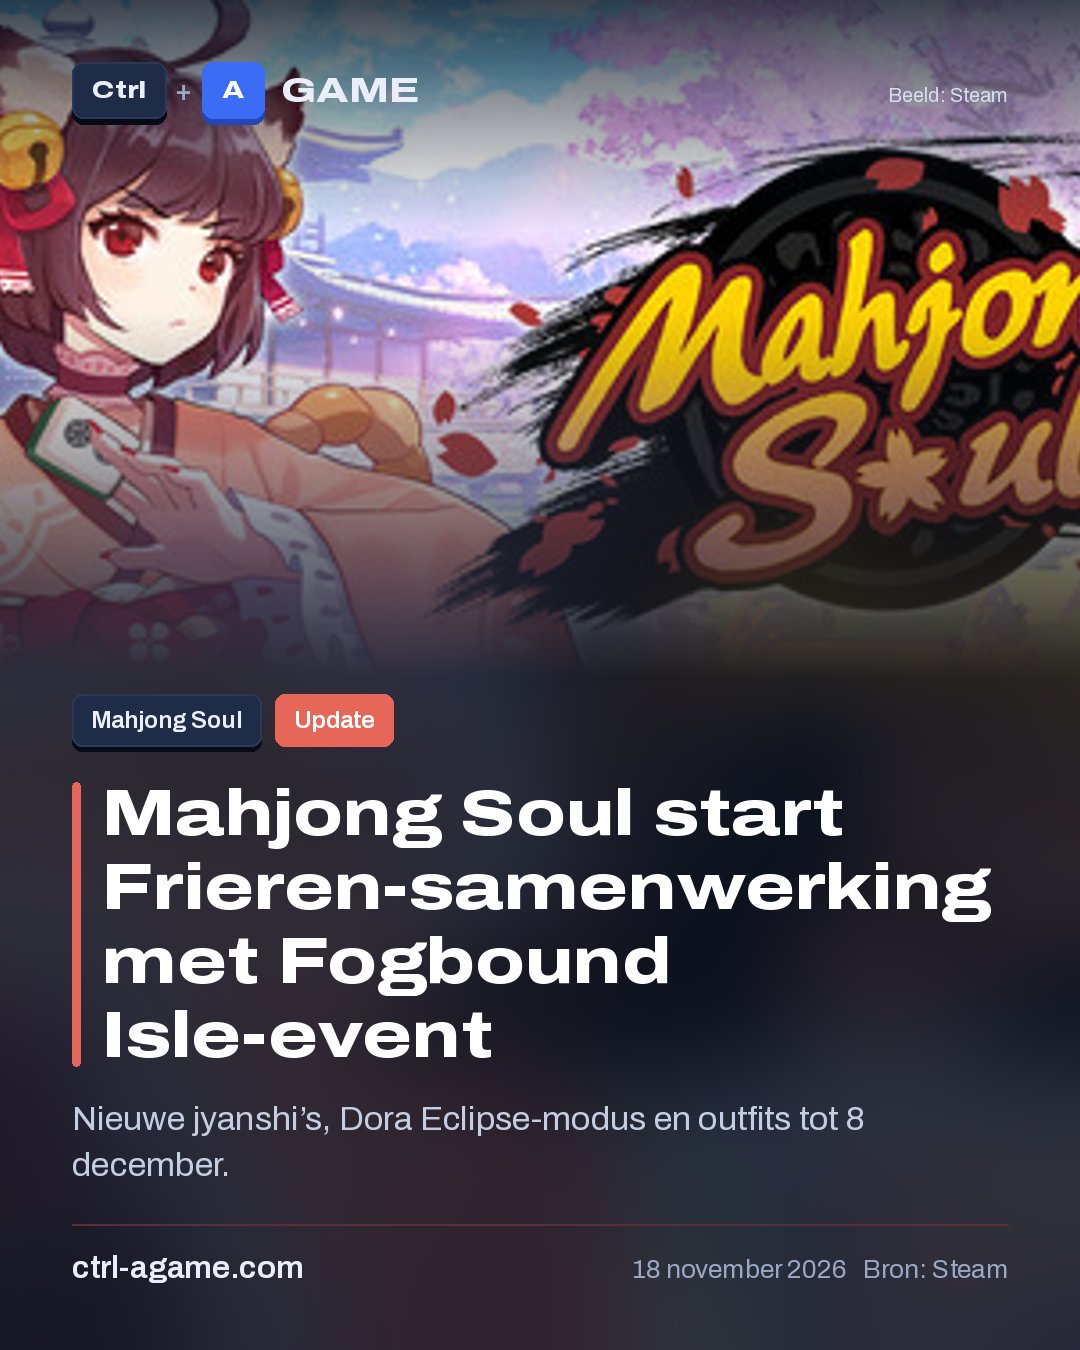 Ctrl + A GAME
Beeld: Steam
Mahjon
Soul
Mahjong Soul
Update
Mahjong Soul start
Frieren-samenwerking
met Fogbound
Isle-event
Nieuwe jyanshi’s, Dora Eclipse-modus en outfits tot 8
december.
ctrl-agame.com
18 november 2026 Bron: Steam